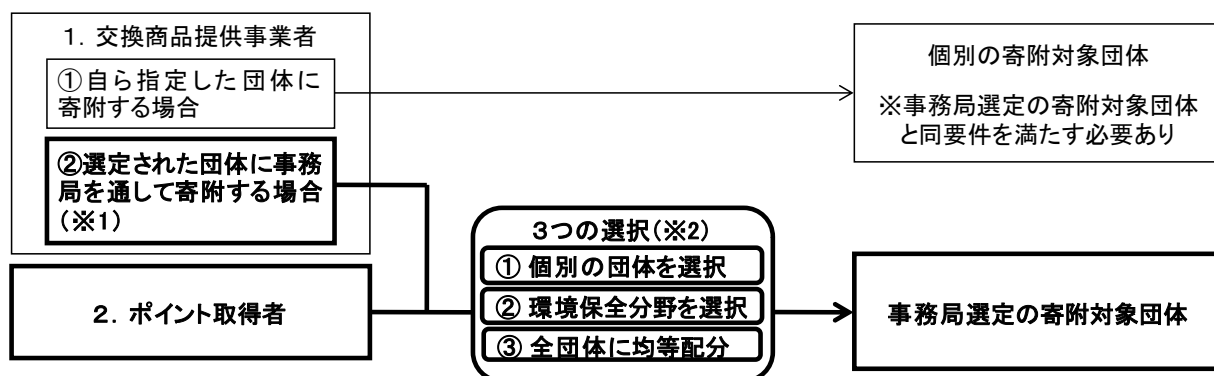 1．交換商品提供事業者
①自ら指定した団体に
寄附する場合
②選定された団体に事務
局を通して寄附する場合
（※1）
2．ポイント取得者
3つの選択（※2）
① 個別の団体を選択
② 環境保全分野を選択
③ 全団体に均等配分
個別の寄附対象団体
※事務局選定の寄附対象団体
と同要件を満たす必要あり
事務局選定の寄附対象団体